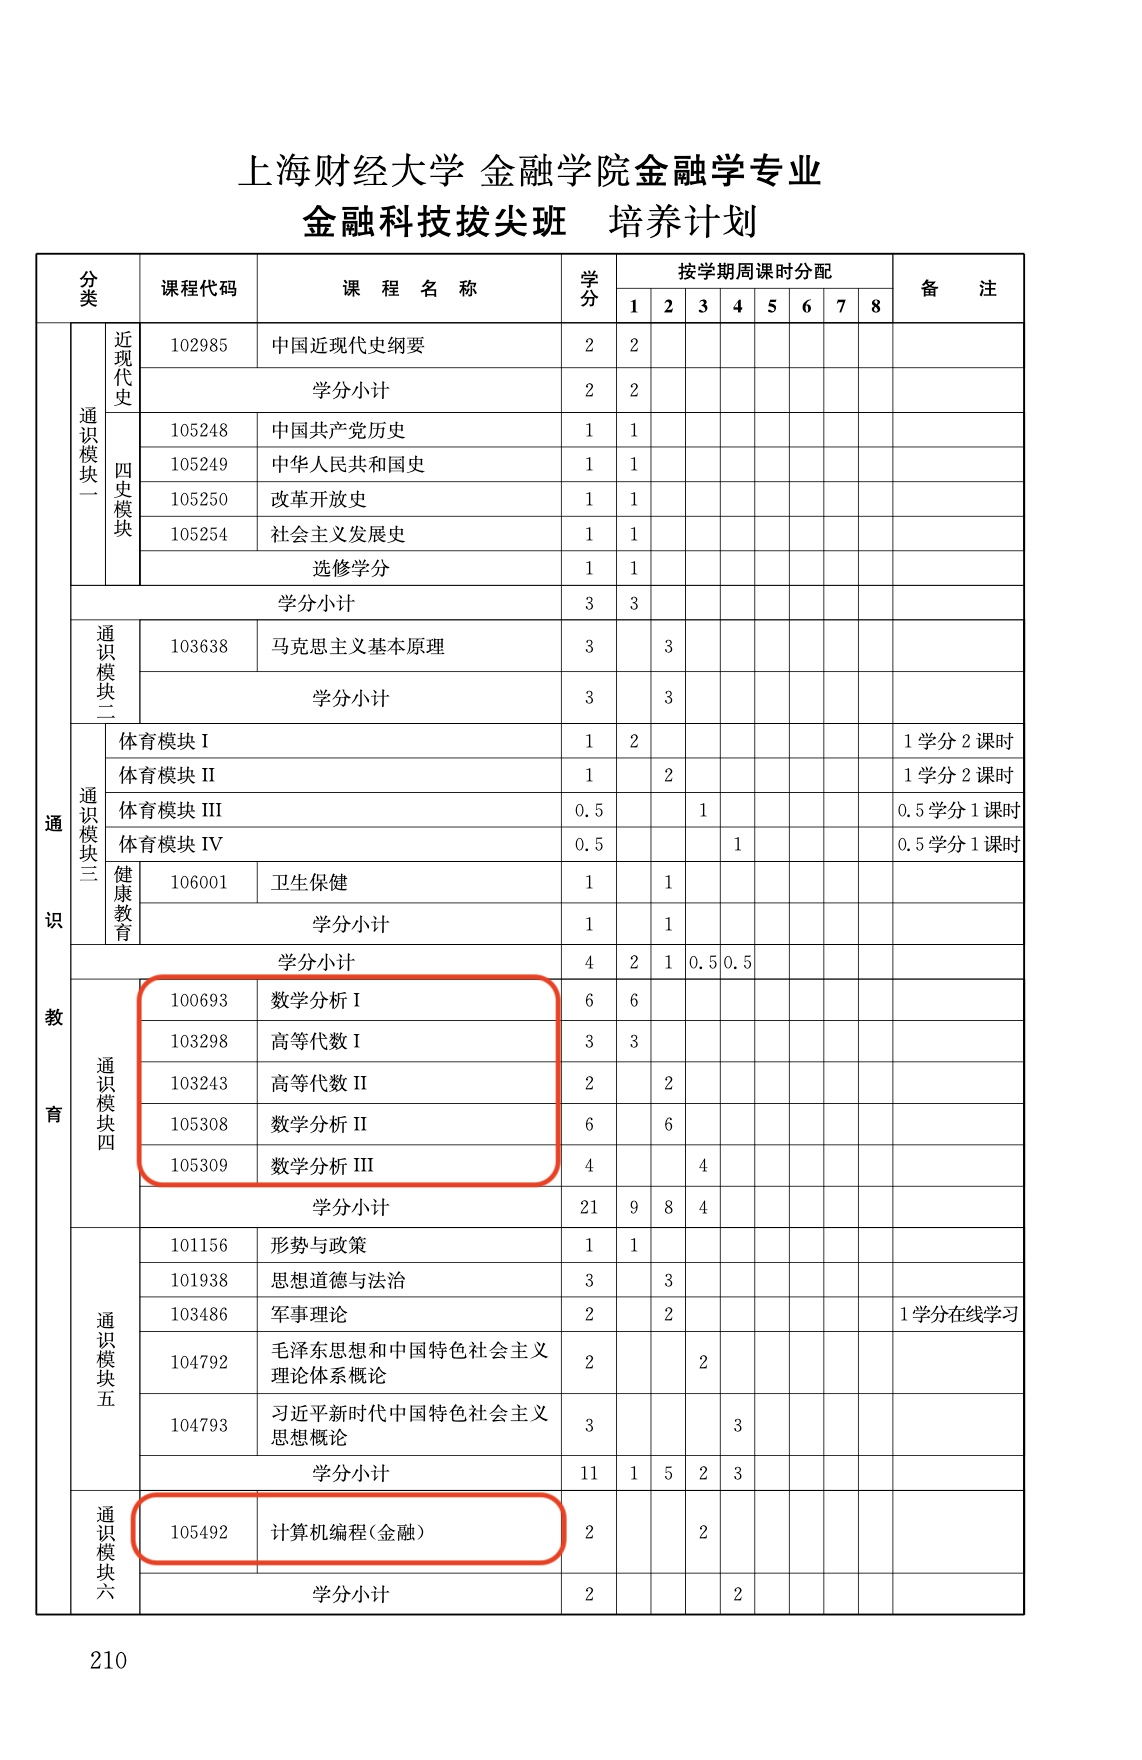 上海财经大学 金融学院金融学专业
金融科技拔尖班 培养计划
分类 课程代码 课程名称 学分 按学期周课时分配 备注
1 2 3 4 5 6 7 8
通识教育
通识模块一
近现代史
102985 中国近现代史纲要 2 2
学分小计 2 2
四史模块
105248 中国共产党历史 1 1
105249 中华人民共和国史 1 1
105250 改革开放史 1 1
105254 社会主义发展史 1 1
选修学分 1 1
学分小计 3 3
通识模块二
103638 马克思主义基本原理 3 3
学分小计 3 3
通识模块三
体育模块 I 1 2 1 学分 2 课时
体育模块 II 1 2 1 学分 2 课时
体育模块 III 0.5 1 0.5 学分 1 课时
体育模块 IV 0.5 1 0.5 学分 1 课时
健康教育
106001 卫生保健 1 1
学分小计 1 1
学分小计 4 2 1 0.5 0.5
通识模块四
100693 数学分析 I 6 6
103298 高等代数 I 3 3
103243 高等代数 II 2 2
105308 数学分析 II 6 6
105309 数学分析 III 4 4
学分小计 21 9 8 4
通识模块五
101156 形势与政策 1 1
101938 思想道德与法治 3 3
103486 军事理论 2 2 1 学分在线学习
104792 毛泽东思想和中国特色社会主义
理论体系概论 2 2
104793 习近平新时代中国特色社会主义
思想概论 3 3
学分小计 11 1 5 2 3
通识模块六
105492 计算机编程(金融) 2 2
学分小计 2 2
210